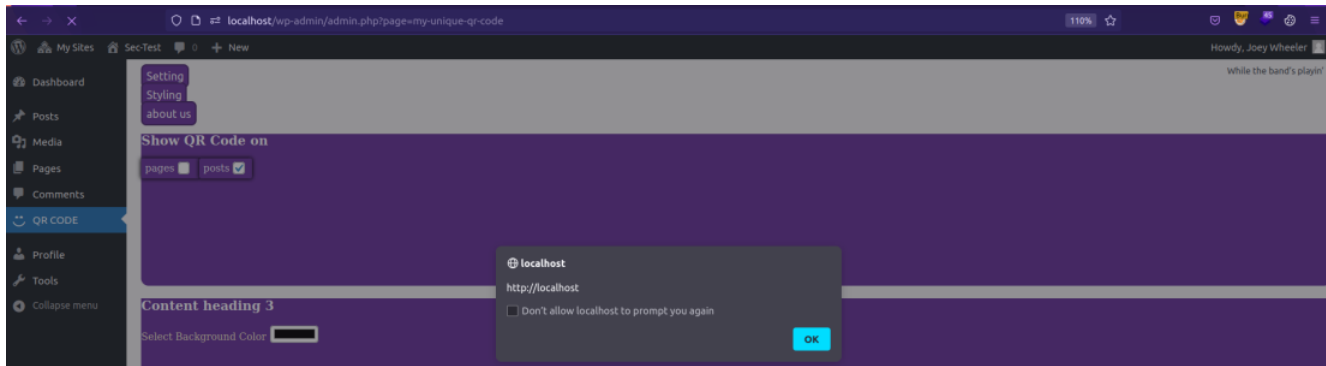 localhost/wp-admin/admin.php?page=my-unique-qr-code
110%
My Sites Sec-Test 0 + New
Howdy, Joey Wheeler
Dashboard
Posts
Media
Pages
Comments
QR CODE
Profile
Tools
Collapse menu
While the band's playin'
Setting
Styling
about us
Show QR Code on
pages posts
Content heading 3
Select Background Color
localhost
http://localhost
Don't allow localhost to prompt you again
OK